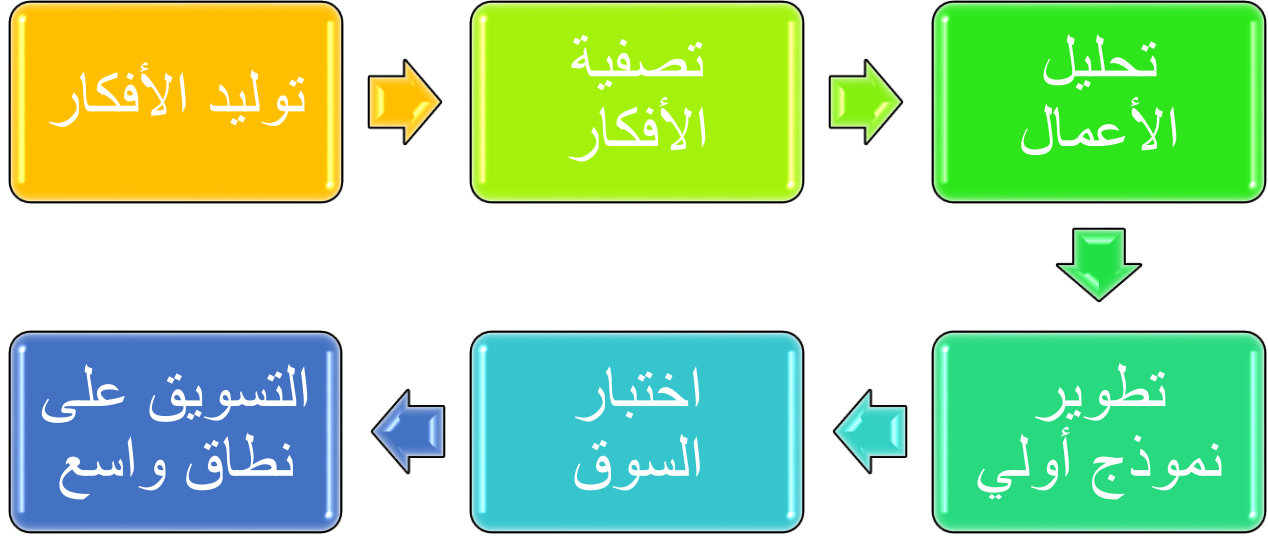 توليد الأفكار
تصفية
الأفكار
تحليل
الأعمال
تطوير
نموذج أولي
اختبار
السوق
التسويق على
نطاق واسع